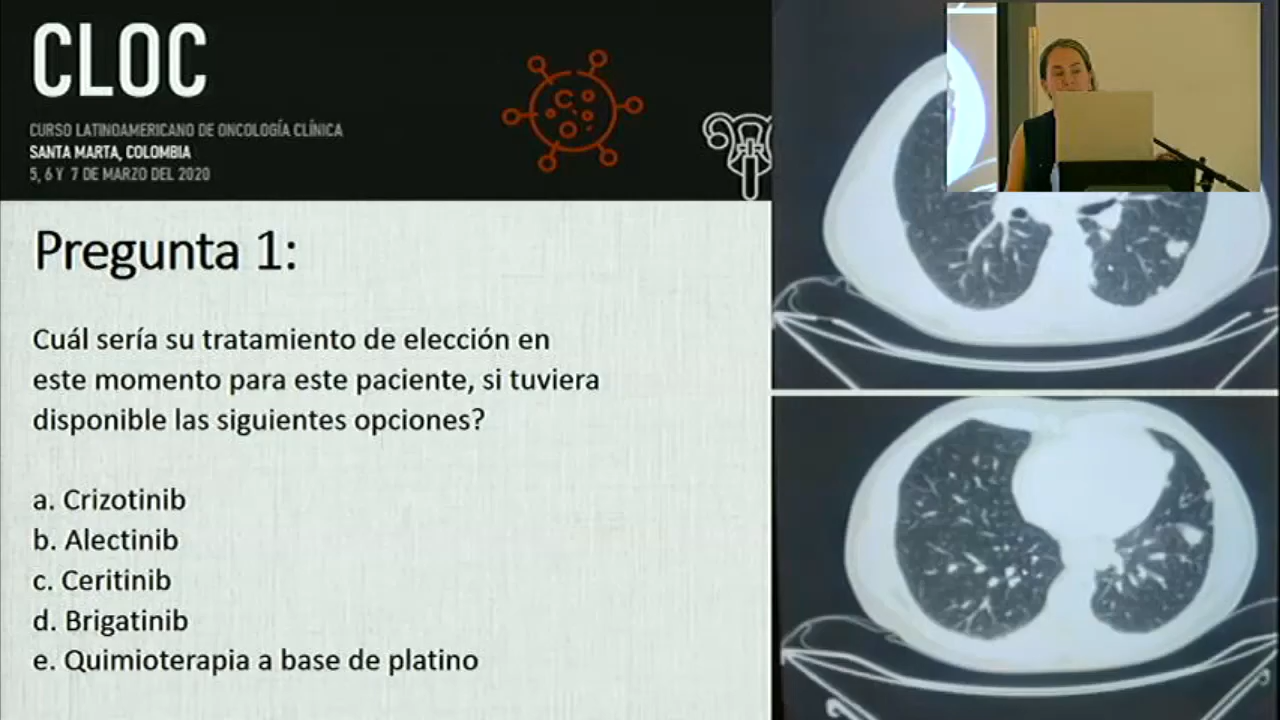 CLOC
CURSO LATINOAMERICANO DE ONCOLOGÍA CLÍNICA
SANTA MARTA, COLOMBIA
5, 6 Y 7 DE MARZO DEL 2020
Pregunta 1:
Cuál sería su tratamiento de elección en
este momento para este paciente, si tuviera
disponible las siguientes opciones?
a. Crizotinib
b. Alectinib
c. Ceritinib
d. Brigatinib
e. Quimioterapia a base de platino